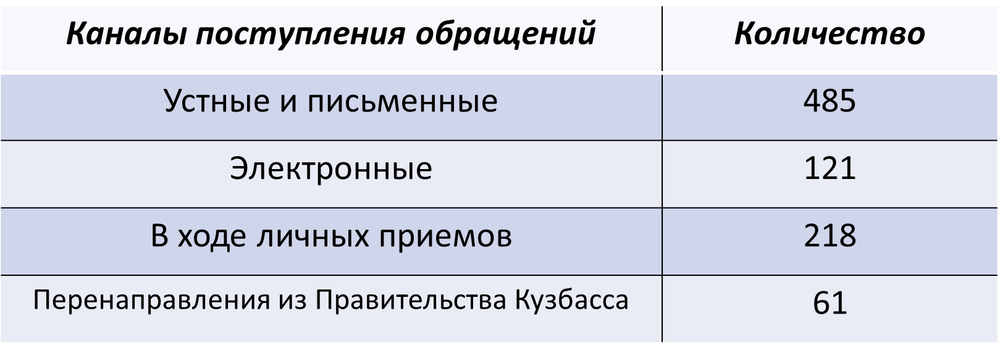 Каналы поступления обращений Количество
Устные и письменные 485
Электронные 121
В ходе личных приемов 218
Перенаправления из Правительства Кузбасса 61